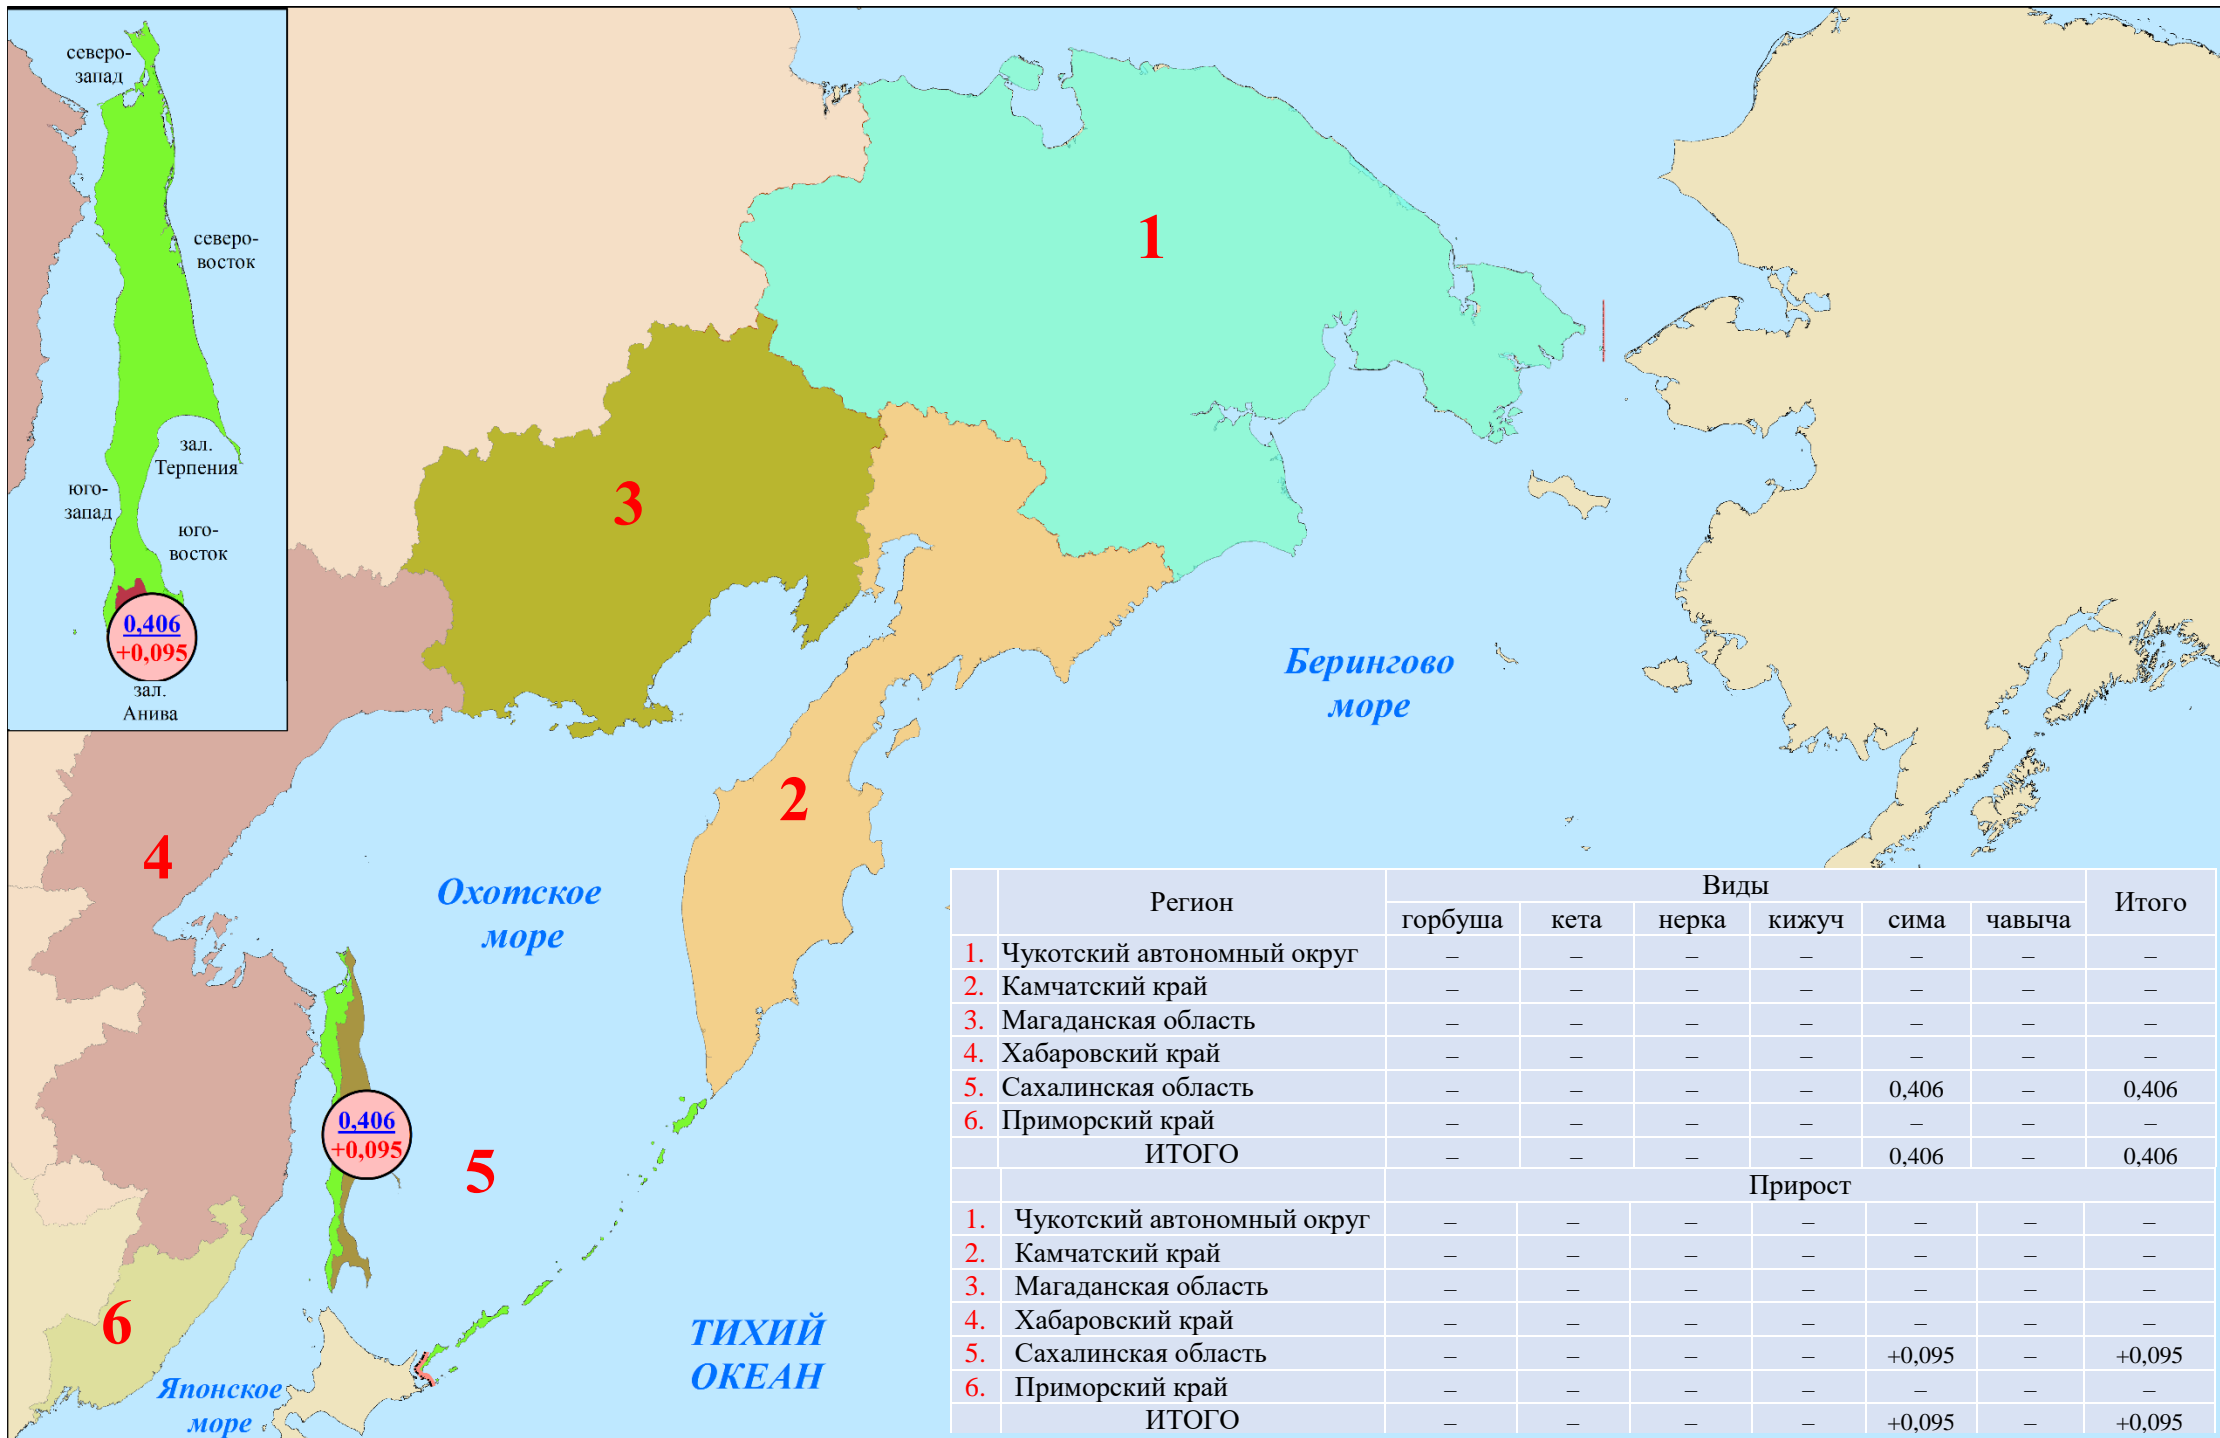 северо-
запад
северо-
восток
зал.
Терпения
юго-
запад
юго-
восток
0,406
+0,095
зал.
Анива
1
3
2
4
Берингово
море
Охотское
море
0,406
+0,095
5
6
ТИХИЙ
ОКЕАН
Японское
море
Регион Виды Итого
горбуша кета нерка кижуч сима чавыча
1. Чукотский автономный округ – – – – – – –
2. Камчатский край – – – – – – –
3. Магаданская область – – – – – – –
4. Хабаровский край – – – – – – –
5. Сахалинская область – – – – 0,406 – 0,406
6. Приморский край – – – – – – –
ИТОГО – – – – 0,406 – 0,406
Прирост
1. Чукотский автономный округ – – – – – – –
2. Камчатский край – – – – – – –
3. Магаданская область – – – – – – –
4. Хабаровский край – – – – – – –
5. Сахалинская область – – – – +0,095 – +0,095
6. Приморский край – – – – – – –
ИТОГО – – – – +0,095 – +0,095